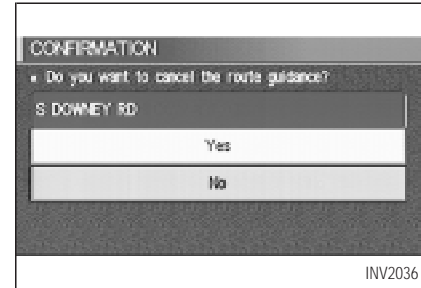 CONFIRMATION
Do you want to cancel the route guidance?
S DOWNEY RD
Yes
No
INV2036